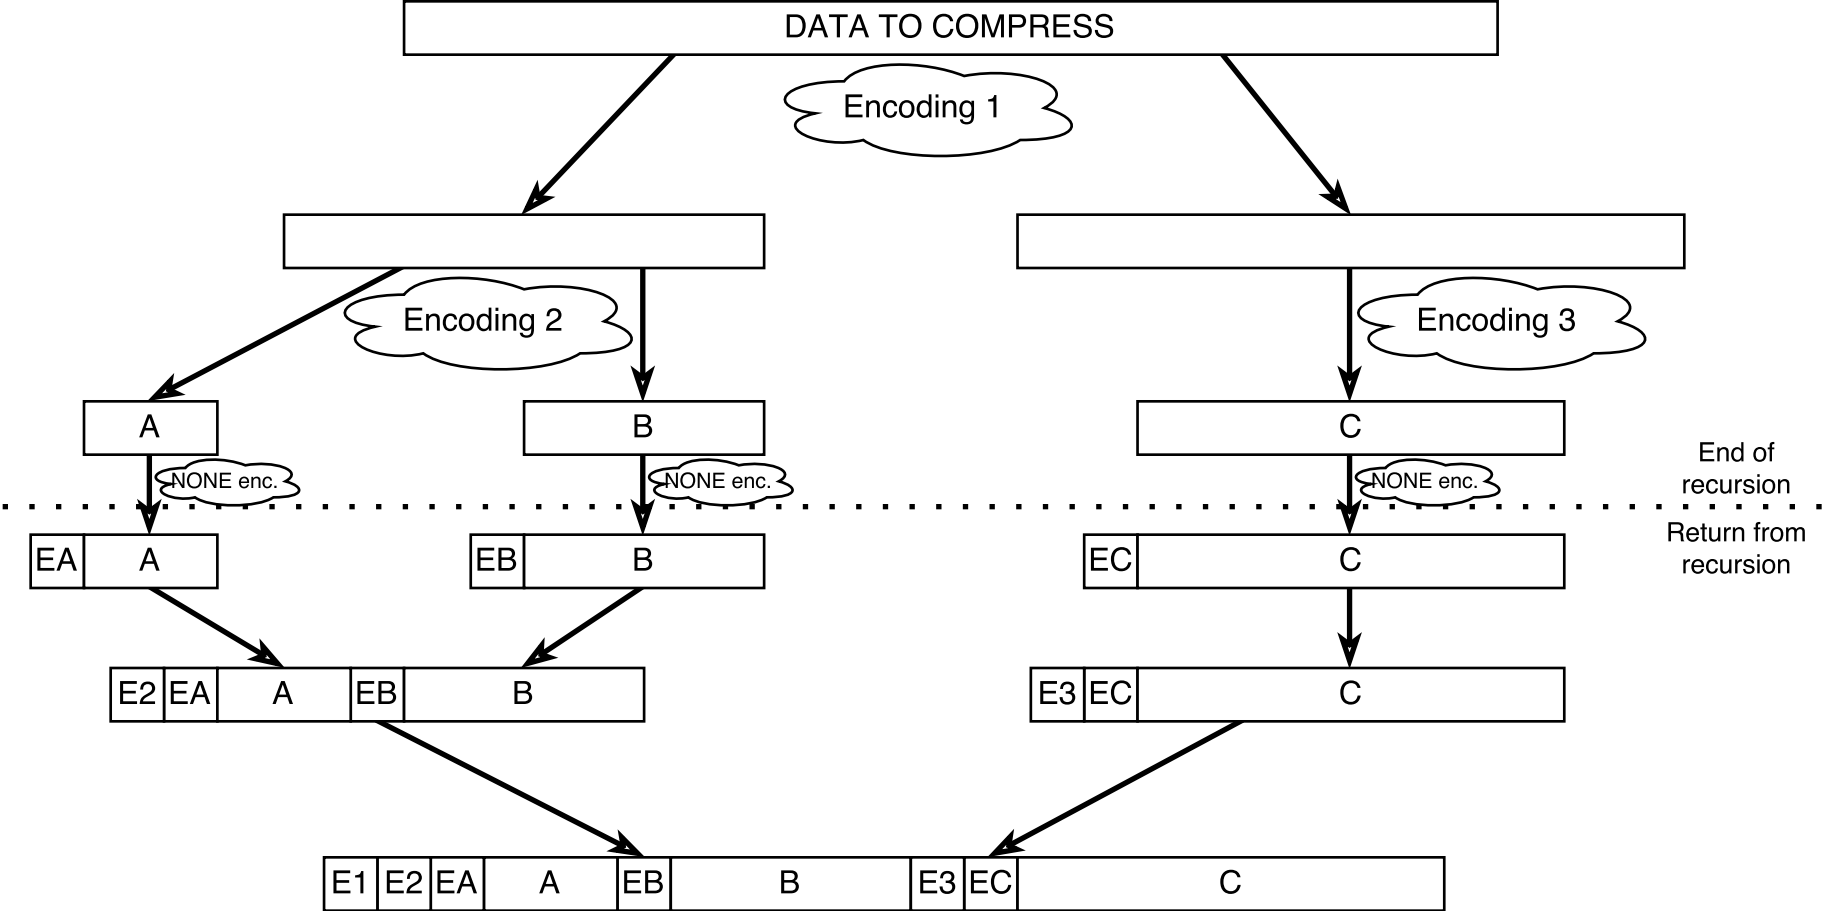 DATA TO COMPRESS
Encoding 1
Encoding 2
Encoding 3
A
B
C
NONE enc.
NONE enc.
NONE enc.
End of
recursion
Return from
recursion
EA A
EB B
EC C
E2 EA A EB B
E3 EC C
E1 E2 EA A EB B E3 EC C